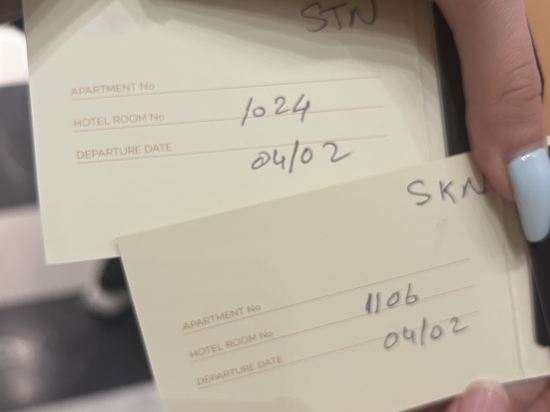 STN
APARTMENT No
HOTEL ROOM No 1024
DEPARTURE DATE 04/02
SKN
APARTMENT No
HOTEL ROOM No 1106
DEPARTURE DATE 04/02